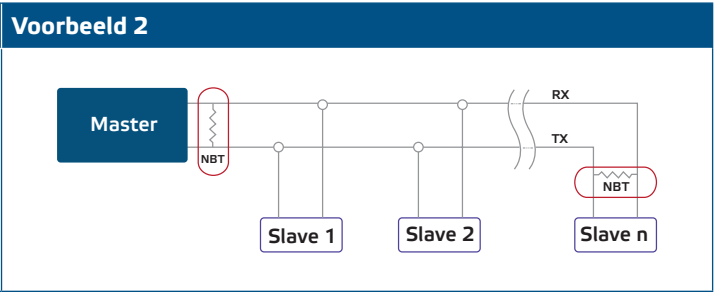 Voorbeeld 2
RX
Master
TX
NBT
NBT
Slave 1
Slave 2
Slave n